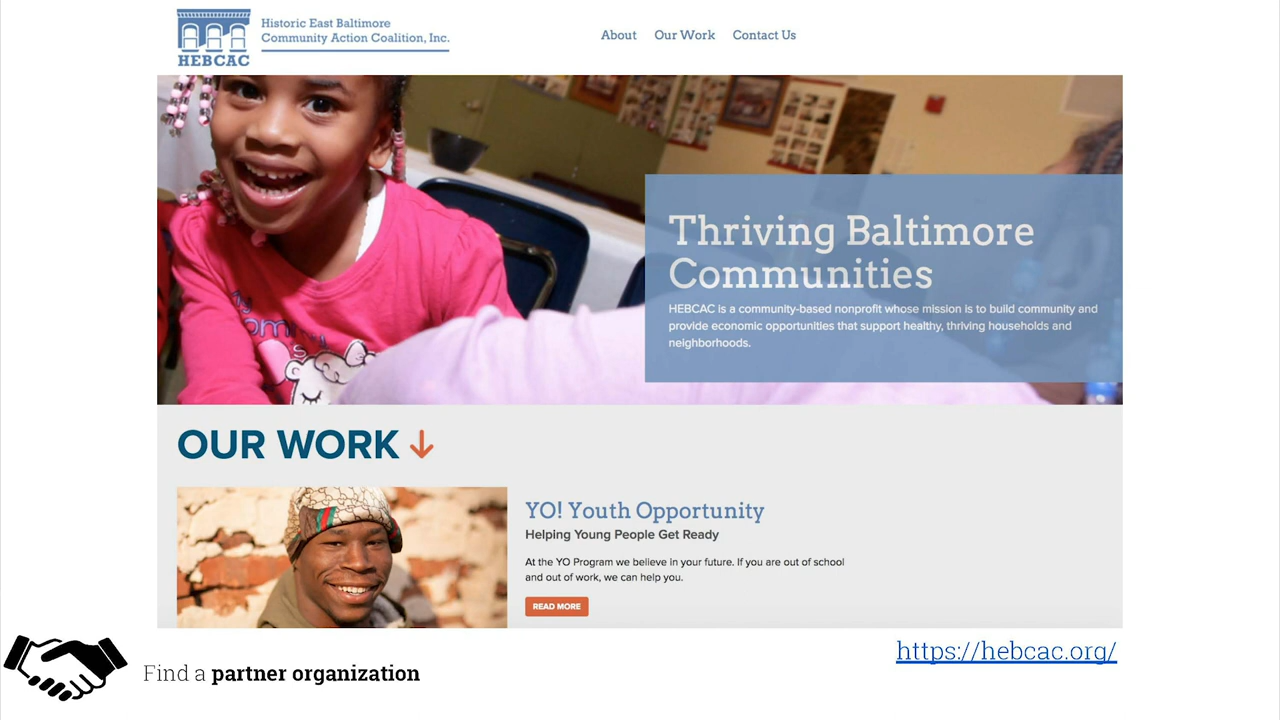 Historic East Baltimore
Community Action Coalition, Inc.
HEBCAC
About Our Work Contact Us
Thriving Baltimore
Communities
HEBCAC is a community-based nonprofit whose mission is to build community and
provide economic opportunities that support healthy, thriving households and
neighborhoods.
OUR WORK
YO! Youth Opportunity
Helping Young People Get Ready
At the YO Program we believe in your future. If you are out of school
and out of work, we can help you.
READ MORE
https://hebcac.org/
Find a partner organization